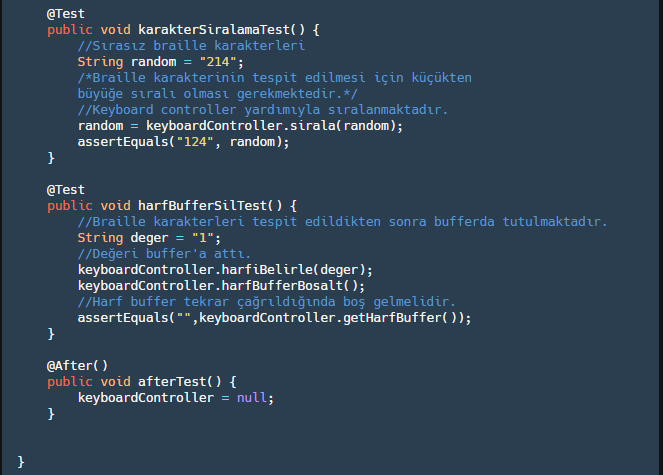 @Test
public void karakterSiralamaTest() {
//Sırasız braille karakterleri
String random = "214";
/*Braille karakterinin tespit edilmesi için küçükten
büyüğe sıralı olması gerekmektedir.*/
//Keyboard controller yardımıyla sıralanmaktadır.
random = keyboardController.sirala(random);
assertEquals("124", random);
}
@Test
public void harfBufferSilTest() {
//Braille karakterleri tespit edildikten sonra bufferda tutulmaktadır.
String deger = "1";
//Değeri buffer'a attı.
keyboardController.harfiBelirle(deger);
keyboardController.harfBufferBosalt();
//Harf buffer tekrar çağrıldığında boş gelmelidir.
assertEquals("",keyboardController.getHarfBuffer());
}
@After()
public void afterTest() {
keyboardController = null;
}
}